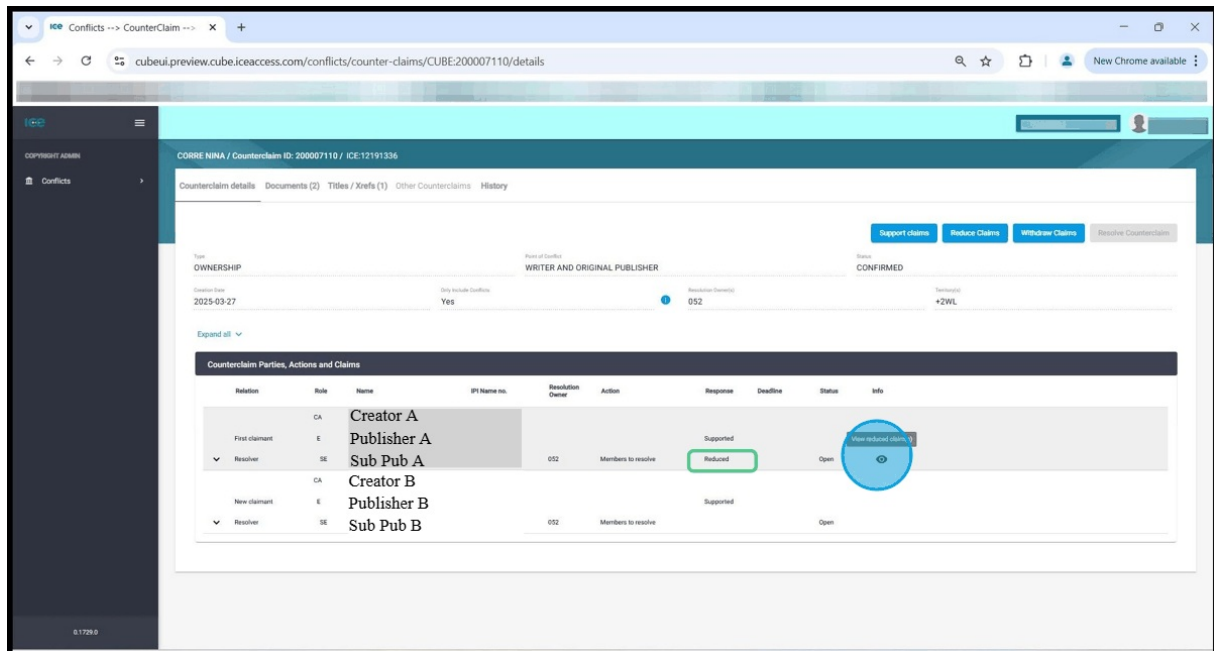 ice Conflicts --> CounterClaim -->
cubeui.preview.cube.iceaccess.com/conflicts/counter-claims/CUBE:200007110/details
New Chrome available
ice
COPYRIGHT ADMIN
CORRE NINA / Counterclaim ID: 200007110 / ICE:12191336
Conflicts
Counterclaim details Documents (2) Titles / Xrefs (1) Other Counterclaims History
Support claims Reduce Claims Withdraw Claims Resolve Counterclaim
Type Point of Conflict Status
OWNERSHIP WRITER AND ORIGINAL PUBLISHER CONFIRMED
Creation Date Only Include Conflicts Resolution Owner(s) Territory(s)
2025-03-27 Yes 052 +2WL
Expand all
Counterclaim Parties, Actions and Claims
Relation Role Name IPI Name no. Resolution Owner Action Response Deadline Status Info
CA Creator A
First claimant E Publisher A Supported View reduced
Resolver SE Sub Pub A 052 Members to resolve Reduced Open
CA Creator B
New claimant E Publisher B Supported
Resolver SE Sub Pub B 052 Members to resolve Open
0.1729.0